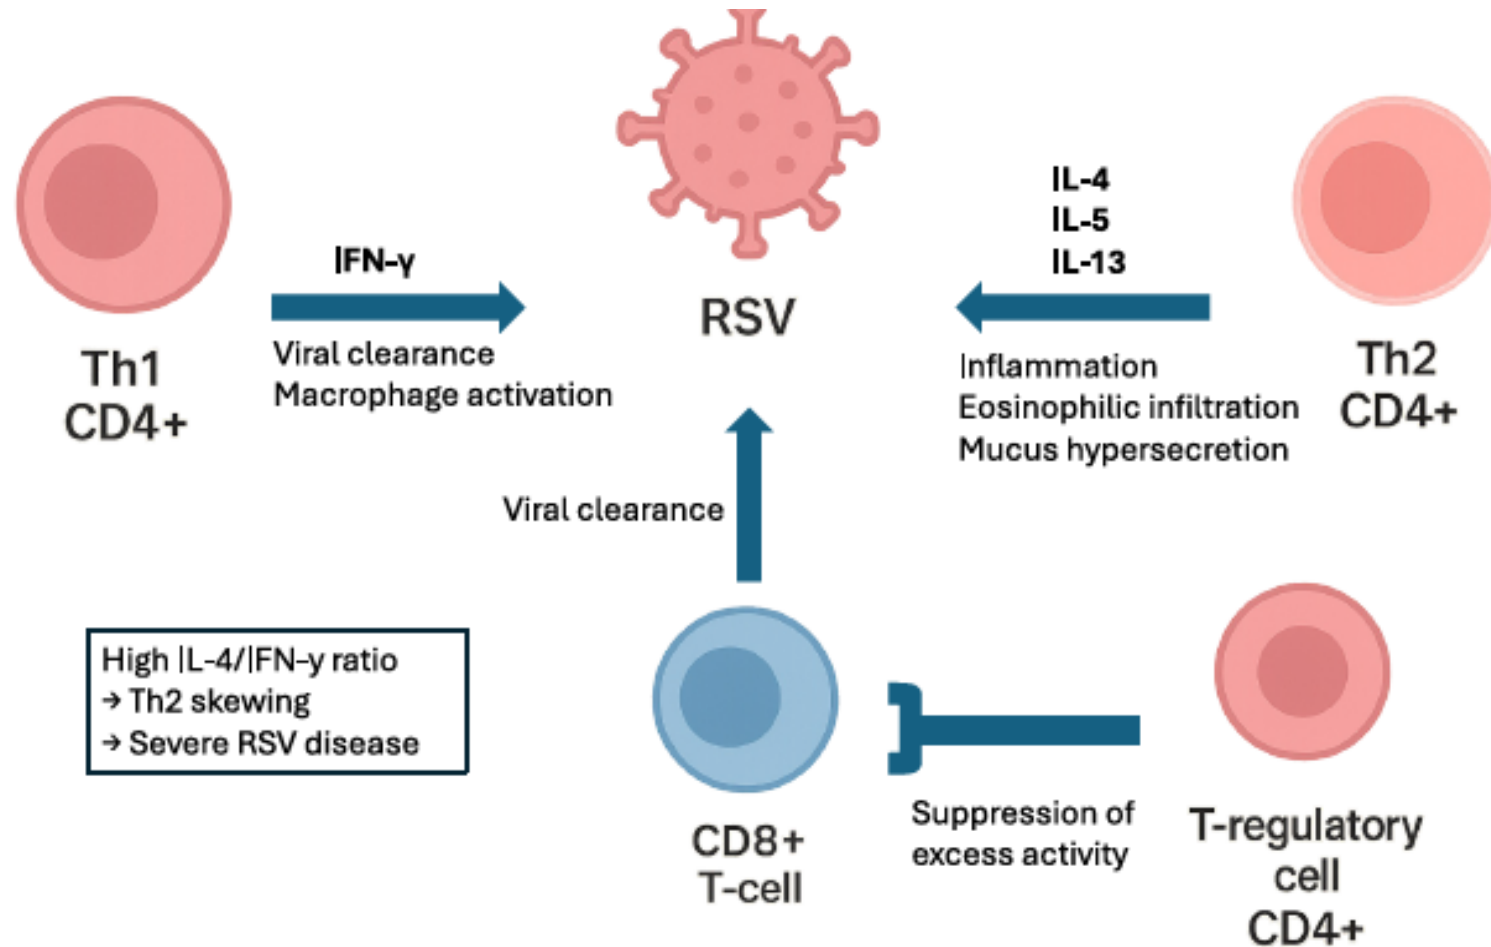 RSV
Th1
CD4+
IFN-γ
Viral clearance
Macrophage activation
IL-4
IL-5
IL-13
Inflammation
Eosinophilic infiltration
Mucus hypersecretion
Th2
CD4+
Viral clearance
High IL-4/IFN-y ratio
→ Th2 skewing
→ Severe RSV disease
CD8+
T-cell
Suppression of
excess activity
T-regulatory
cell
CD4+